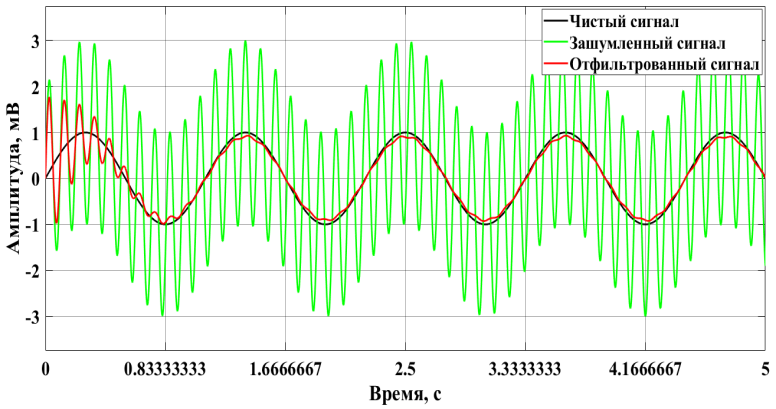 Чистый сигнал
Зашумленный сигнал
Отфильтрованный сигнал
Амплитуда, мВ
3
2
1
0
-1
-2
-3
0 0.83333333 1.6666667 2.5 3.3333333 4.1666667 5
Время, с